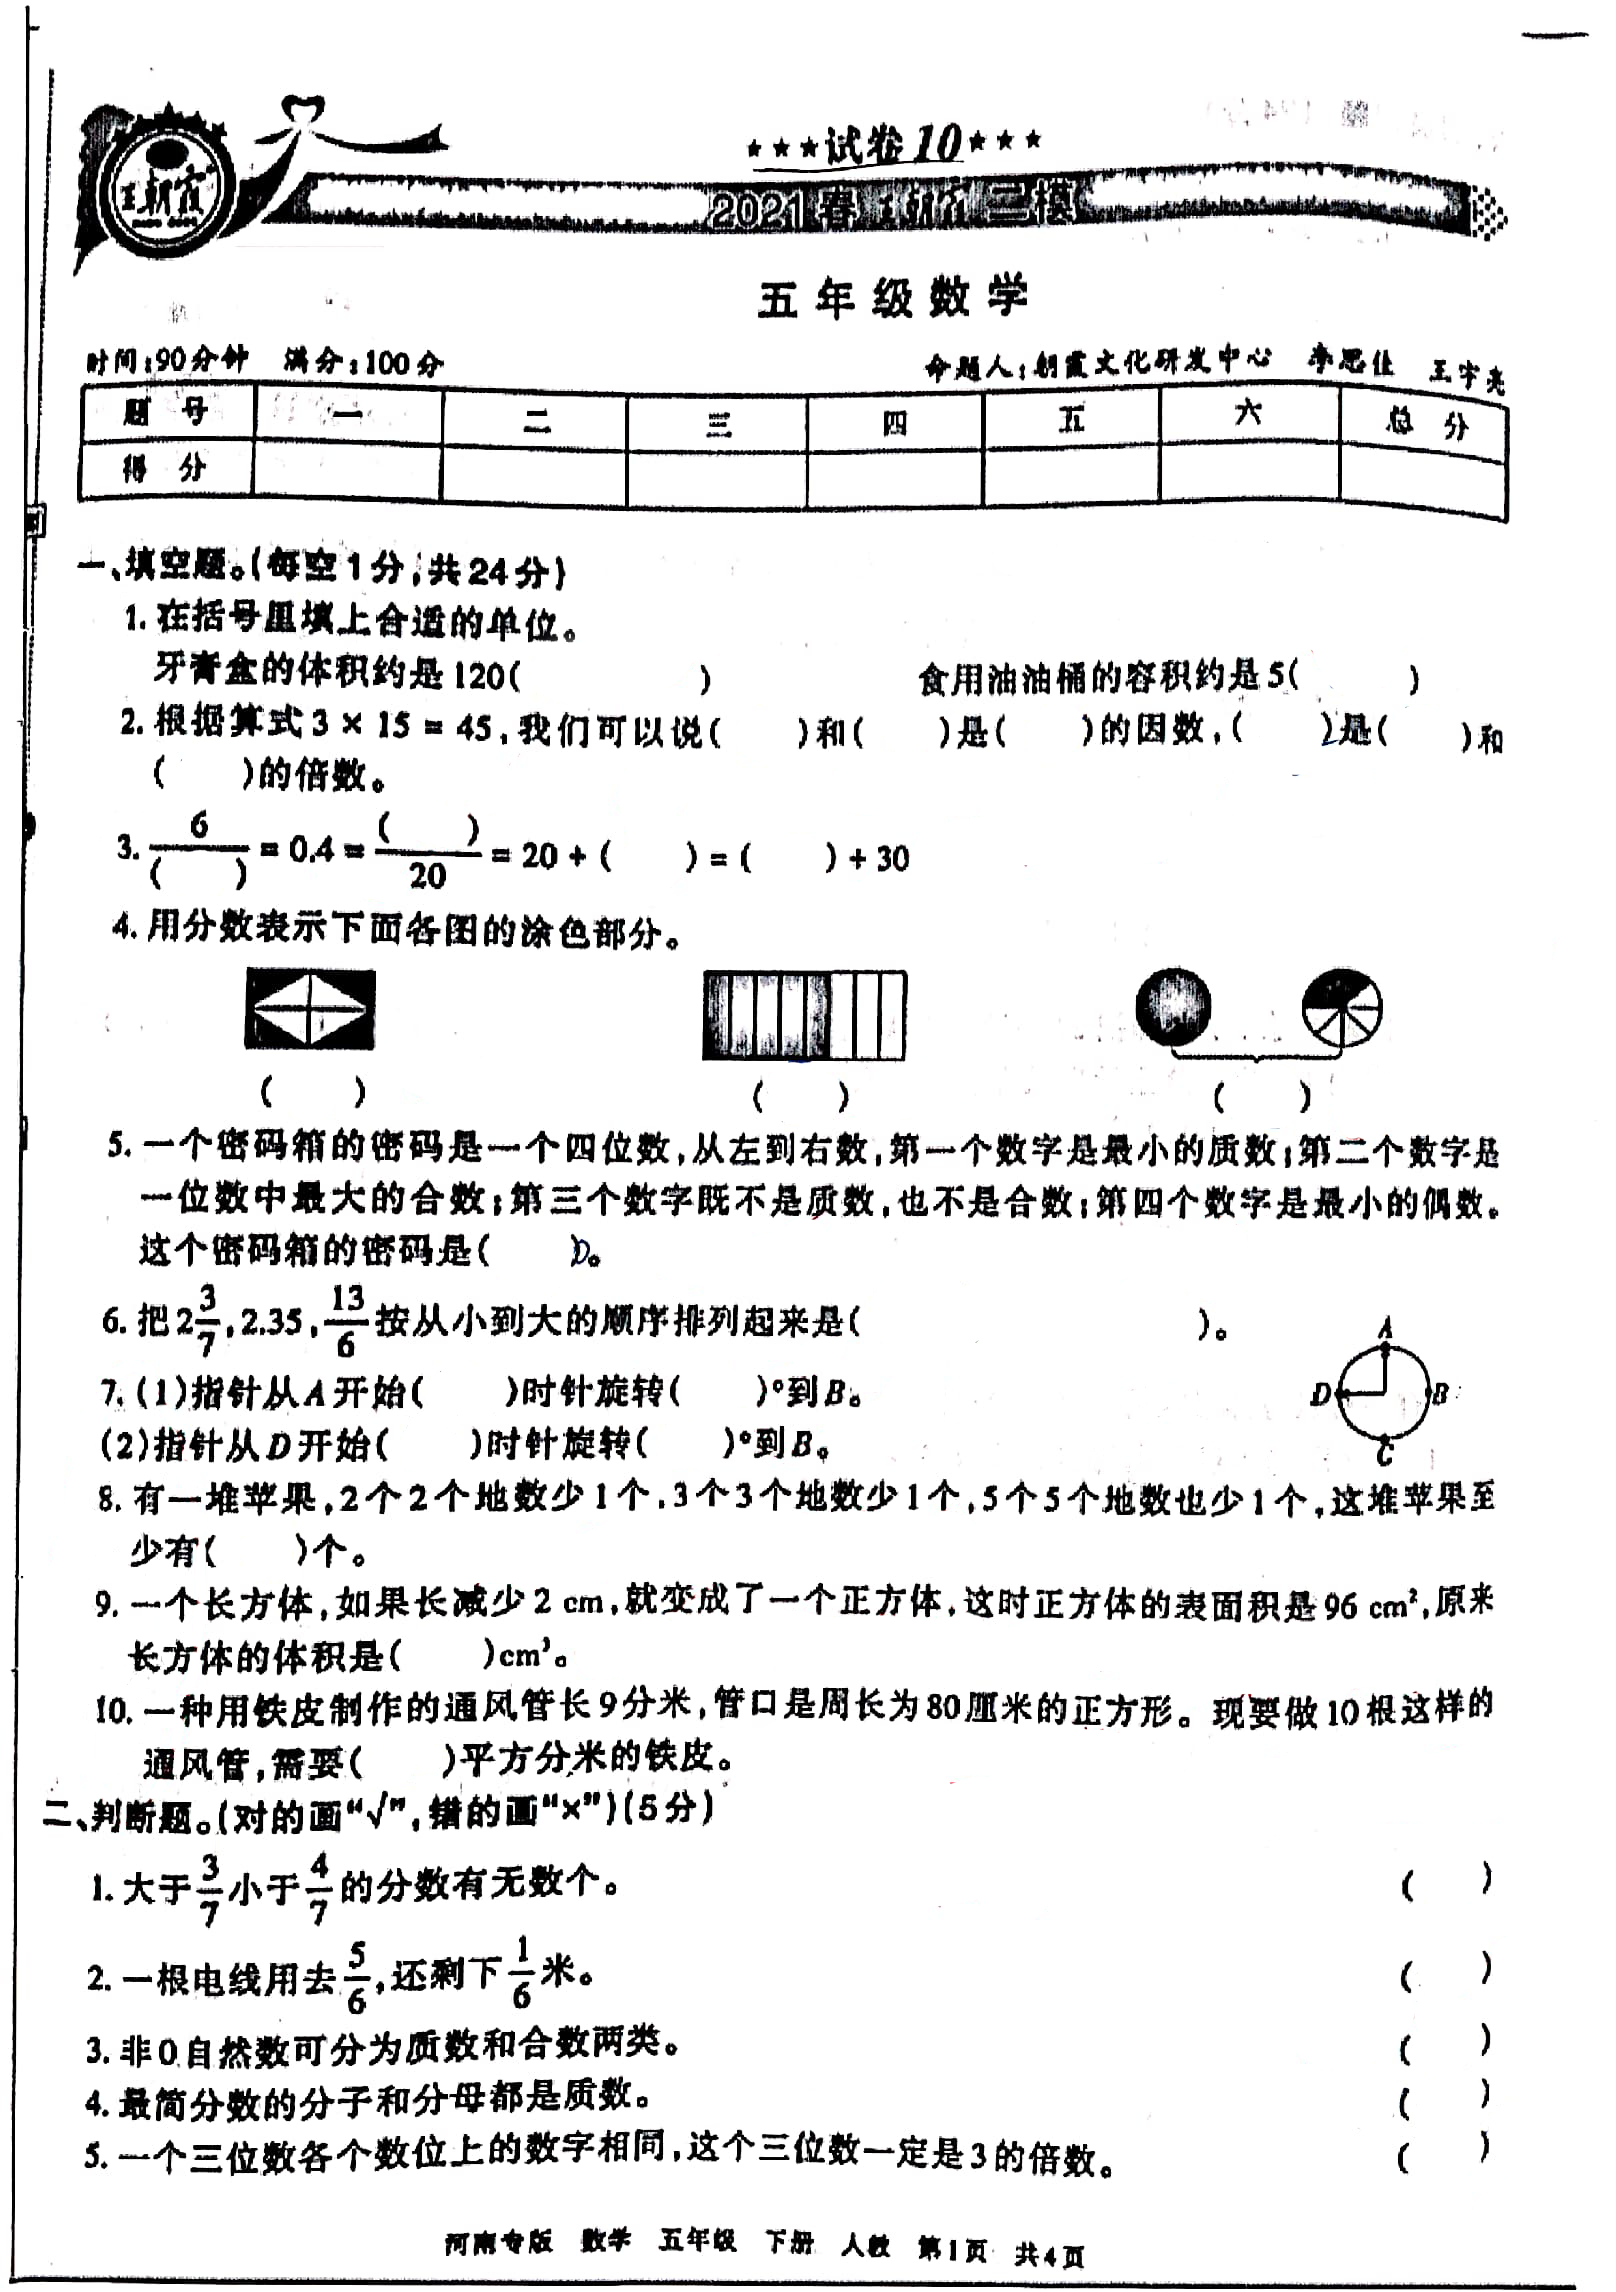 王朝霞
★★★试卷10★★★
2021春 王朝霞 二模
五年级数学
时间:90分钟 满分:100分 命题人:朝霞文化研发中心 李思佳 王宇亮
题号 一 二 三 四 五 六 总分
得分
一、填空题。(每空1分,共24分)
1. 在括号里填上合适的单位。
牙膏盒的体积约是120( ) 食用油油桶的容积约是5( )
2. 根据算式3×15=45,我们可以说( )和( )是( )的因数,( )是( )和
( )的倍数。
3. 6/( )=0.4=( )/20=20÷( )=( )÷30
4. 用分数表示下面各图的涂色部分。
( ) ( ) ( )
5. 一个密码箱的密码是一个四位数,从左到右数,第一个数字是最小的质数;第二个数字是
一位数中最大的合数;第三个数字既不是质数,也不是合数;第四个数字是最小的偶数。
这个密码箱的密码是( )。
6. 把2 3/7,2.35,13/6按从小到大的顺序排列起来是( )。
7. (1)指针从A开始( )时针旋转( )°到B。
(2)指针从D开始( )时针旋转( )°到B。
A
D B
C
8. 有一堆苹果,2个2个地数少1个,3个3个地数少1个,5个5个地数也少1个,这堆苹果至
少有( )个。
9. 一个长方体,如果长减少2 cm,就变成了一个正方体,这时正方体的表面积是96 cm²,原来
长方体的体积是( )cm³。
10. 一种用铁皮制作的通风管长9分米,管口是周长为80厘米的正方形。现要做10根这样的
通风管,需要( )平方分米的铁皮。
二、判断题。(对的画“√”,错的画“×”)(5分)
1. 大于3/7小于4/7的分数有无数个。 ( )
2. 一根电线用去5/6,还剩下1/6米。 ( )
3. 非0自然数可分为质数和合数两类。 ( )
4. 最简分数的分子和分母都是质数。 ( )
5. 一个三位数各个数位上的数字相同,这个三位数一定是3的倍数。 ( )
河南专版 数学 五年级 下册 人教 第1页 共4页